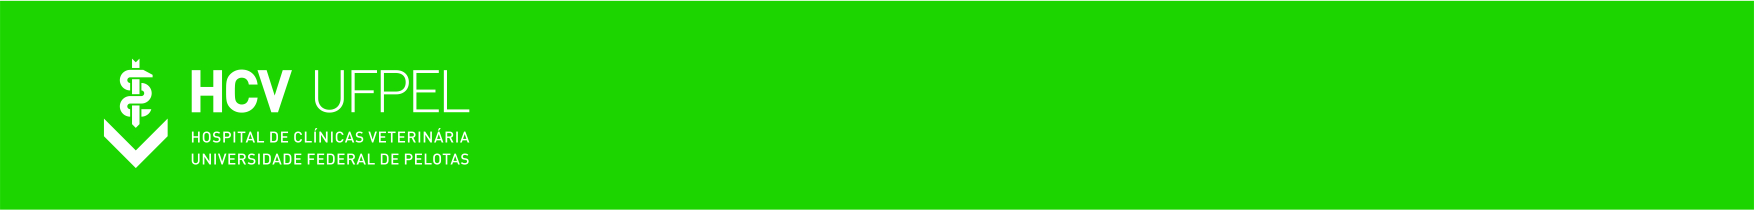 HCV UFPEL
HOSPITAL DE CLÍNICAS VETERINÁRIA
UNIVERSIDADE FEDERAL DE PELOTAS